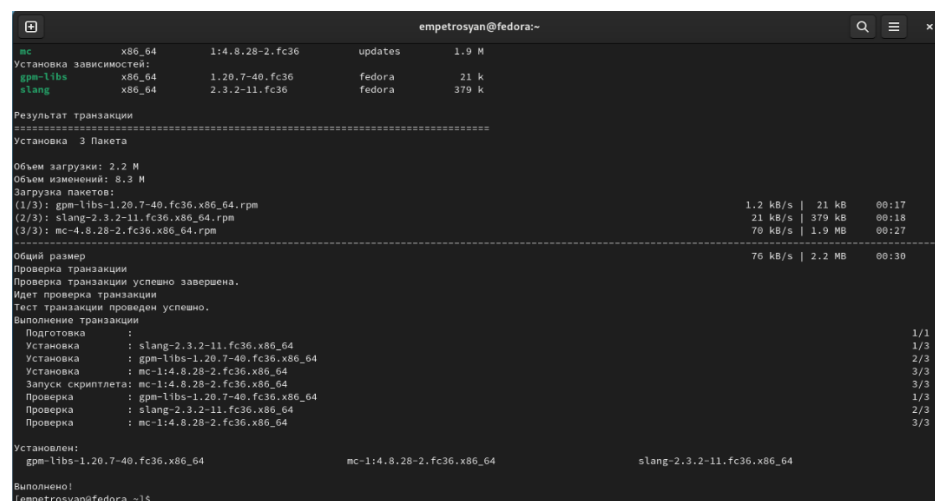 empetrosyan@fedora:~
mc x86_64 1:4.8.28-2.fc36 updates 1.9 M
Установка зависимостей:
gpm-libs x86_64 1.20.7-40.fc36 fedora 21 k
slang x86_64 2.3.2-11.fc36 fedora 379 k
Результат транзакции
================================================================================
Установка 3 Пакета
Объем загрузки: 2.2 M
Объем изменений: 8.3 M
Загрузка пакетов:
(1/3): gpm-libs-1.20.7-40.fc36.x86_64.rpm 1.2 kB/s | 21 kB 00:17
(2/3): slang-2.3.2-11.fc36.x86_64.rpm 21 kB/s | 379 kB 00:18
(3/3): mc-4.8.28-2.fc36.x86_64.rpm 70 kB/s | 1.9 MB 00:27
--------------------------------------------------------------------------------
Общий размер 76 kB/s | 2.2 MB 00:30
Проверка транзакции
Проверка транзакции успешно завершена.
Идет проверка транзакции
Тест транзакции проведен успешно.
Выполнение транзакции
Подготовка : 1/1
Установка : slang-2.3.2-11.fc36.x86_64 1/3
Установка : gpm-libs-1.20.7-40.fc36.x86_64 2/3
Установка : mc-1:4.8.28-2.fc36.x86_64 3/3
Запуск скриптлета: mc-1:4.8.28-2.fc36.x86_64 3/3
Проверка : gpm-libs-1.20.7-40.fc36.x86_64 1/3
Проверка : slang-2.3.2-11.fc36.x86_64 2/3
Проверка : mc-1:4.8.28-2.fc36.x86_64 3/3
Установлен:
gpm-libs-1.20.7-40.fc36.x86_64 mc-1:4.8.28-2.fc36.x86_64 slang-2.3.2-11.fc36.x86_64
Выполнено!
[empetrosyan@fedora ~]$